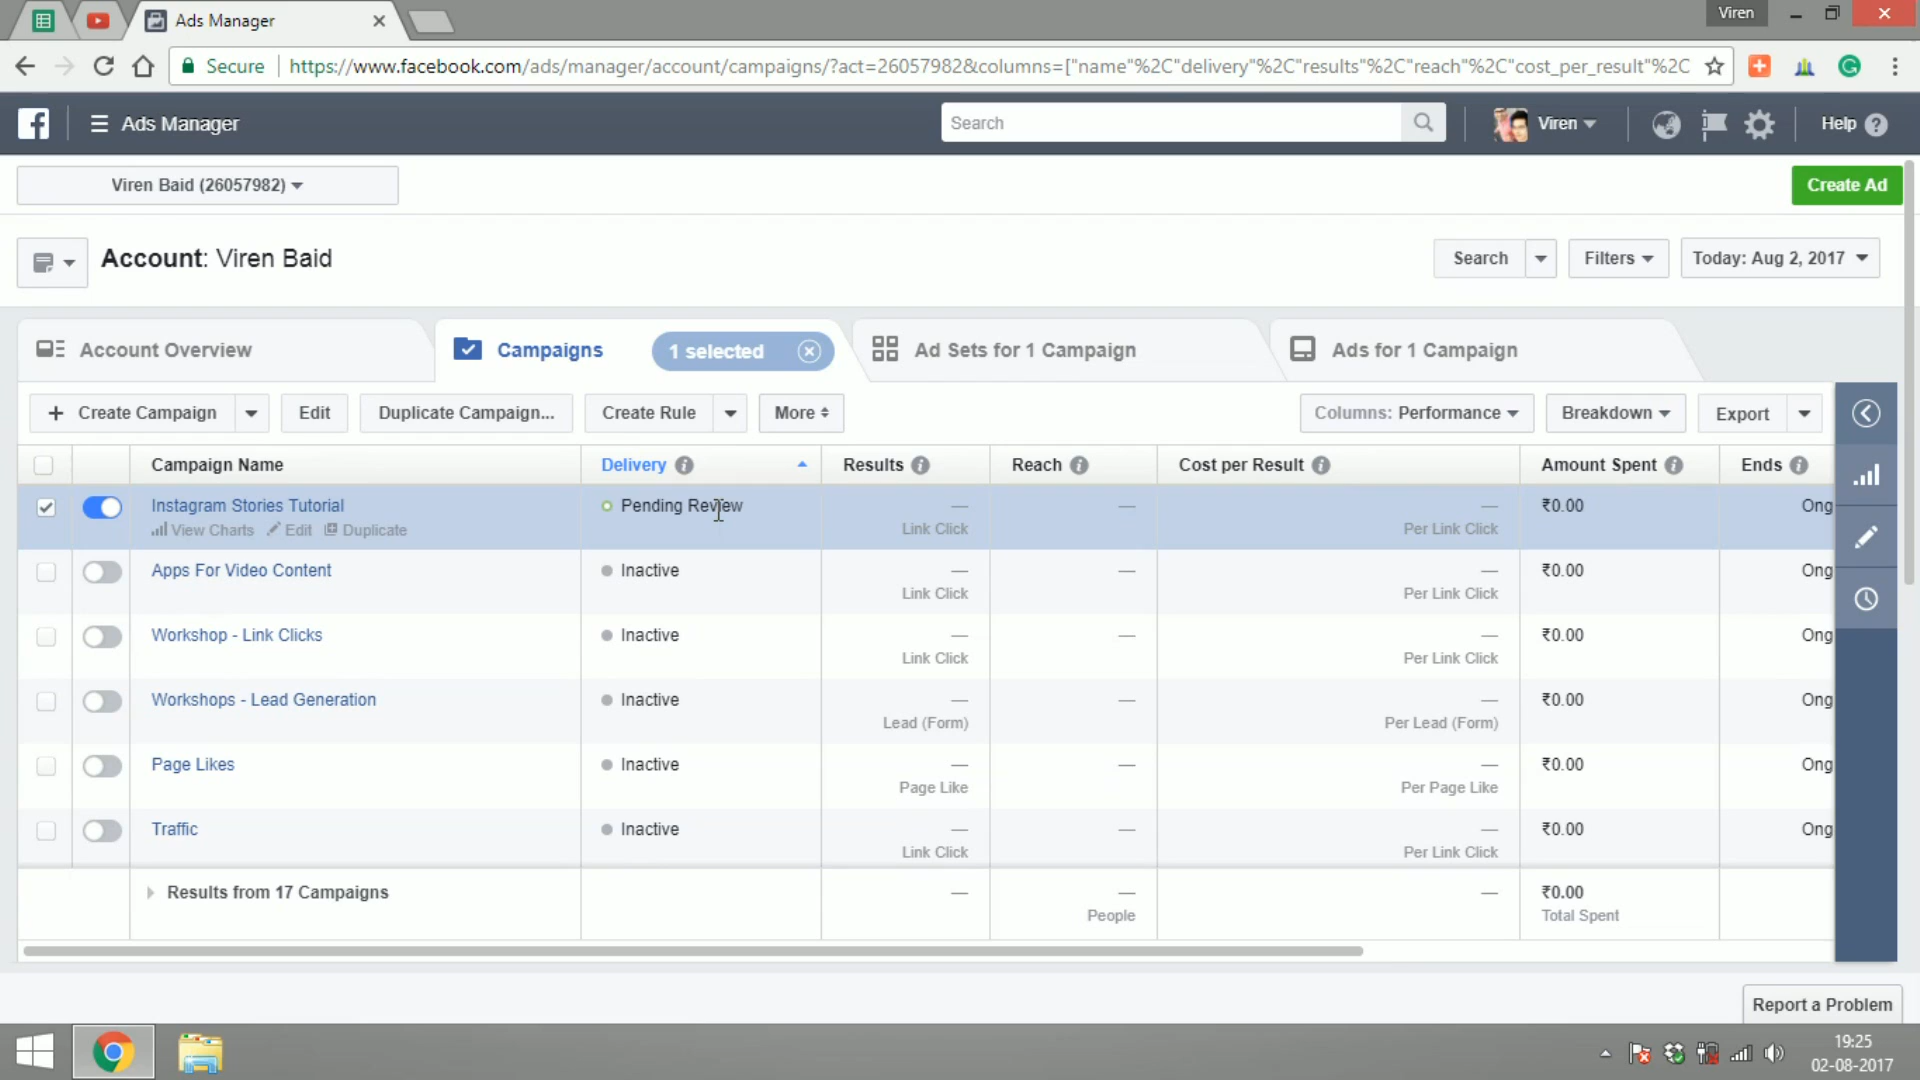 Ads Manager
Viren
Secure
https://www.facebook.com/ads/manager/account/campaigns/?act=26057982&columns=["name"%2C"delivery"%2C"results"%2C"reach"%2C"cost_per_result"%2C
Ads Manager
Search
Viren
Help ?
Viren Baid (26057982)
Create Ad
Account: Viren Baid
Search
Filters
Today: Aug 2, 2017
Account Overview
Campaigns
1 selected
Ad Sets for 1 Campaign
Ads for 1 Campaign
+ Create Campaign
Edit
Duplicate Campaign...
Create Rule
More
Columns: Performance
Breakdown
Export
Campaign Name
Delivery
Results
Reach
Cost per Result
Amount Spent
Ends
Instagram Stories Tutorial
Pending Review
—
—
—
₹0.00
Ong
View Charts
Edit
Duplicate
Link Click
Per Link Click
Apps For Video Content
Inactive
—
—
—
₹0.00
Ong
Link Click
Per Link Click
Workshop - Link Clicks
Inactive
—
—
—
₹0.00
Ong
Link Click
Per Link Click
Workshops - Lead Generation
Inactive
—
—
—
₹0.00
Ong
Lead (Form)
Per Lead (Form)
Page Likes
Inactive
—
—
—
₹0.00
Ong
Page Like
Per Page Like
Traffic
Inactive
—
—
—
₹0.00
Ong
Link Click
Per Link Click
Results from 17 Campaigns
—
—
—
₹0.00
People
Total Spent
Report a Problem
19:25
02-08-2017